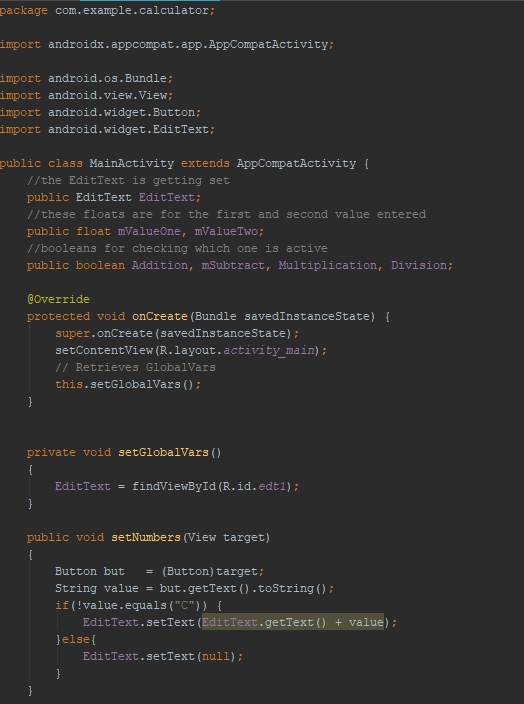 package com.example.calculator;
import androidx.appcompat.app.AppCompatActivity;
import android.os.Bundle;
import android.view.View;
import android.widget.Button;
import android.widget.EditText;
public class MainActivity extends AppCompatActivity {
//the EditText is getting set
public EditText EditText;
//these floats are for the first and second value entered
public float mValueOne, mValueTwo;
//booleans for checking which one is active
public boolean Addition, mSubtract, Multiplication, Division;
@Override
protected void onCreate(Bundle savedInstanceState) {
super.onCreate(savedInstanceState);
setContentView(R.layout.activity_main);
// Retrieves GlobalVars
this.setGlobalVars();
}
private void setGlobalVars()
{
EditText = findViewById(R.id.edt1);
}
public void setNumbers(View target)
{
Button but   = (Button)target;
String value = but.getText().toString();
if(!value.equals("C")) {
EditText.setText(EditText.getText() + value);
}else{
EditText.setText(null);
}
}